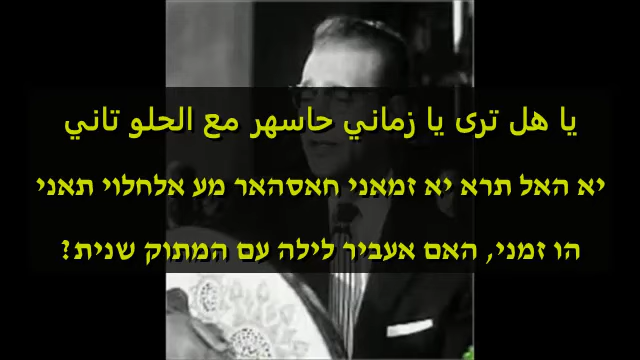 يا هل ترى يا زماني حاسهر مع الحلو تاني
יא האל תרא יא זמאני חאסהאר מע אלחלוי תאני
הו זמני, האם אעביר לילה עם המתוק שנית?